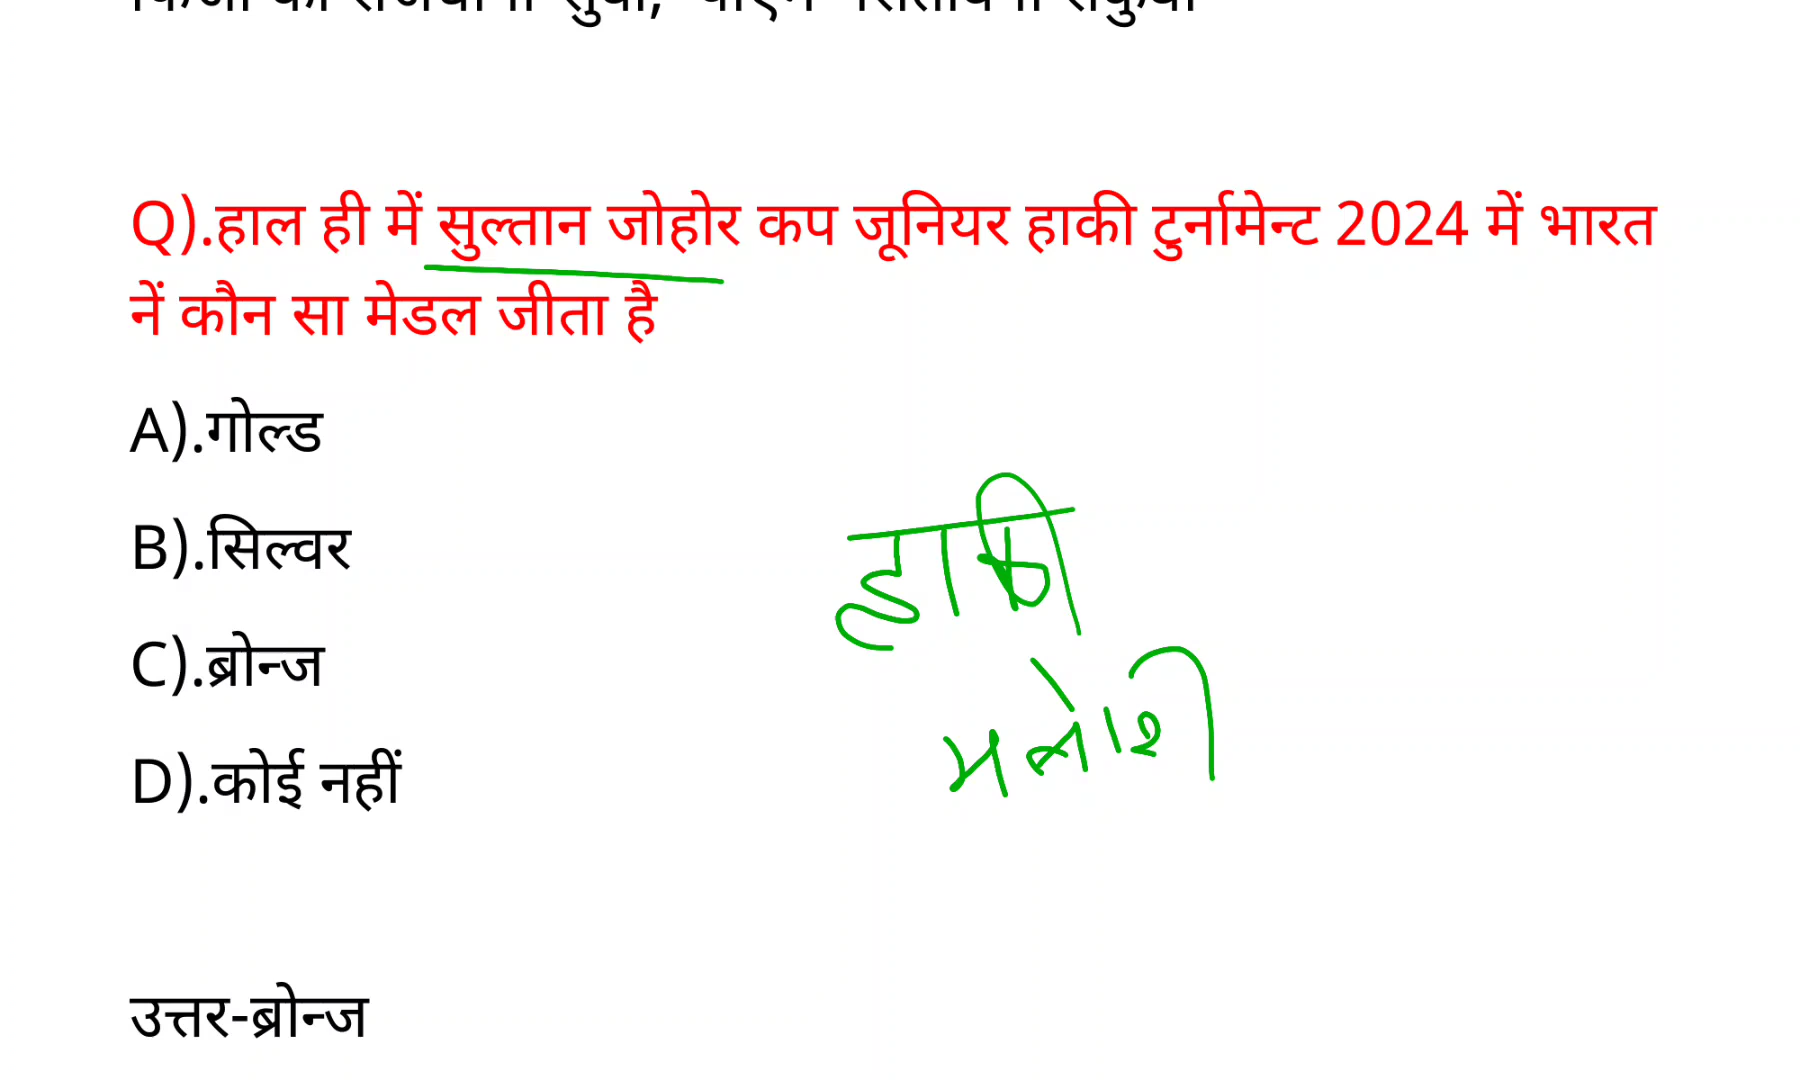 Q).हाल ही में सुल्तान जोहोर कप जूनियर हाकी टुर्नामेन्ट 2024 में भारत
नें कौन सा मेडल जीता है
A).गोल्ड
B).सिल्वर
हाकी
C).ब्रोन्ज
D).कोई नहीं
उत्तर-ब्रोन्ज